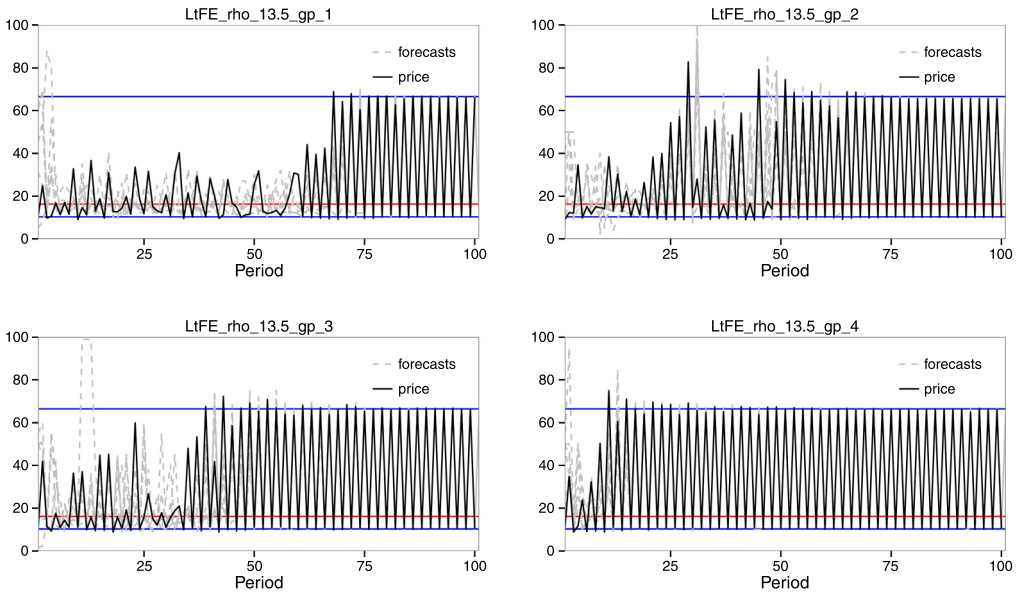 LtFE_rho_13.5_gp_1
100
80
60
40
20
0
forecasts
price
25
50
75
100
Period
LtFE_rho_13.5_gp_2
100
80
60
40
20
0
forecasts
price
25
50
75
100
Period
LtFE_rho_13.5_gp_3
100
80
60
40
20
0
forecasts
price
25
50
75
100
Period
LtFE_rho_13.5_gp_4
100
80
60
40
20
0
forecasts
price
25
50
75
100
Period